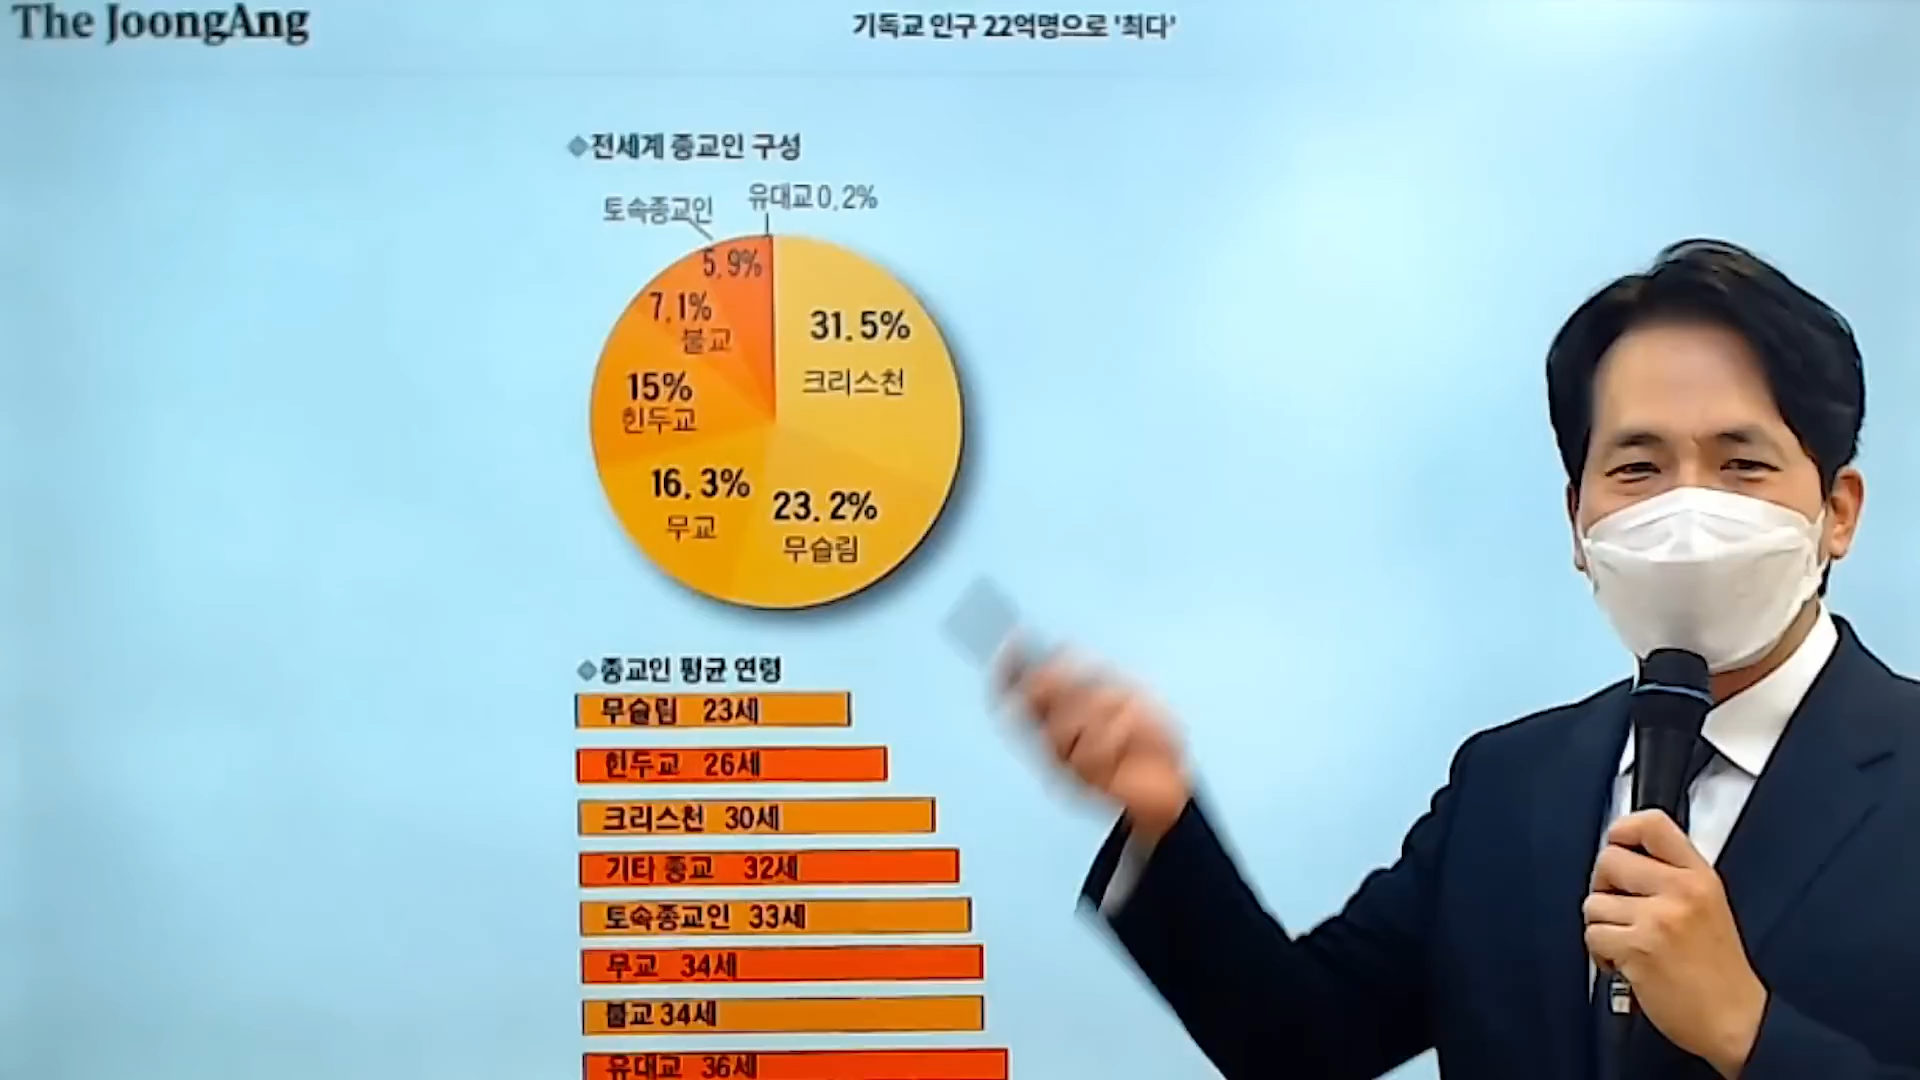 The JoongAng
기독교 인구 22억명으로 '최다'
◆전세계 종교인 구성
토속종교인
유대교 0.2%
5.9%
7.1%
불교
31.5%
크리스천
15%
힌두교
16.3%
무교
23.2%
무슬림
◆종교인 평균 연령
무슬림 23세
힌두교 26세
크리스천 30세
기타 종교 32세
토속종교인 33세
무교 34세
불교 34세
유대교 36세